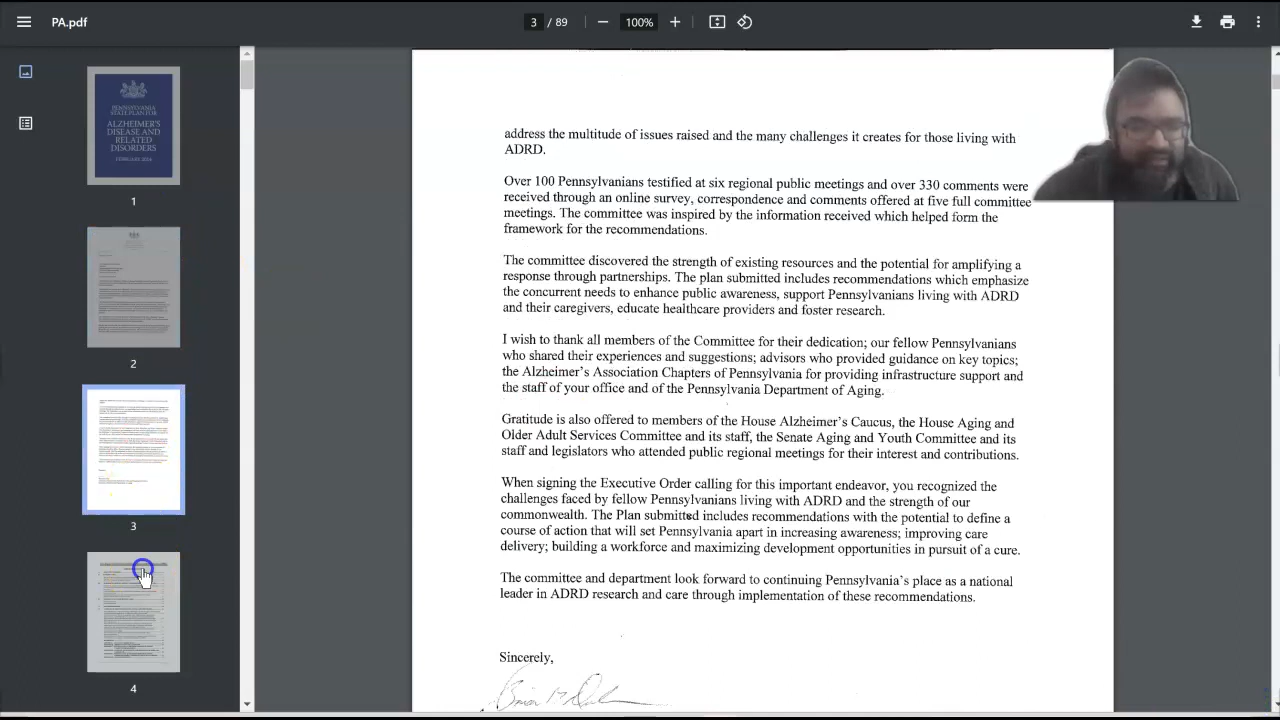 PA.pdf
3 / 89
100%
PENNSYLVANIA
STATE PLAN FOR
ALZHEIMER'S
DISEASE AND
RELATED
DISORDERS
FEBRUARY 2014
1
2
3
4
address the multitude of issues raised and the many challenges it creates for those living with
ADRD.
Over 100 Pennsylvanians testified at six regional public meetings and over 330 comments were
received through an online survey, correspondence and comments offered at five full committee
meetings. The committee was inspired by the information received which helped form the
framework for the recommendations.
The committee discovered the strength of existing resources and the potential for amplifying a
response through partnerships. The plan submitted includes recommendations which emphasize
the concurrent needs to enhance public awareness, support Pennsylvanians living with ADRD
and their caregivers, educate healthcare providers and foster research.
I wish to thank all members of the Committee for their dedication; our fellow Pennsylvanians
who shared their experiences and suggestions; advisors who provided guidance on key topics;
the Alzheimer's Association Chapters of Pennsylvania for providing infrastructure support and
the staff of your office and of the Pennsylvania Department of Aging.
Gratitude is also offered to members of the House Alzheimer's Caucus, the House Aging and
Older Adult Services Committee and its staff, the Senate Aging and Youth Committee and its
staff and legislators who attended public regional meetings for their interest and contributions.
When signing the Executive Order calling for this important endeavor, you recognized the
challenges faced by fellow Pennsylvanians living with ADRD and the strength of our
commonwealth. The Plan submitted includes recommendations with the potential to define a
course of action that will set Pennsylvania apart in increasing awareness; improving care
delivery; building a workforce and maximizing development opportunities in pursuit of a cure.
The committee and department look forward to continuing Pennsylvania's place as a national
leader in ADRD research and care through implementation of these recommendations.
Sincerely,